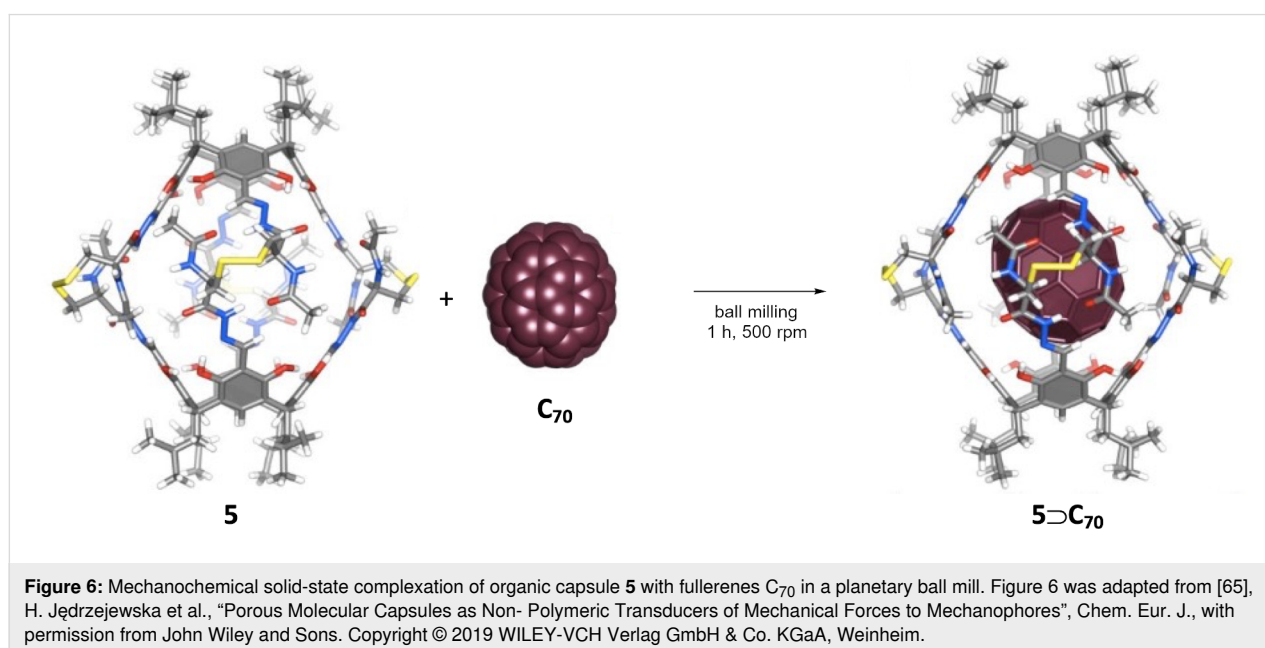 +
ball milling
1 h, 500 rpm
C₇₀
5
5⊃C₇₀
Figure 6: Mechanochemical solid-state complexation of organic capsule 5 with fullerenes C₇₀ in a planetary ball mill. Figure 6 was adapted from [65],
H. Jędrzejewska et al., “Porous Molecular Capsules as Non- Polymeric Transducers of Mechanical Forces to Mechanophores”, Chem. Eur. J., with
permission from John Wiley and Sons. Copyright © 2019 WILEY-VCH Verlag GmbH & Co. KGaA, Weinheim.